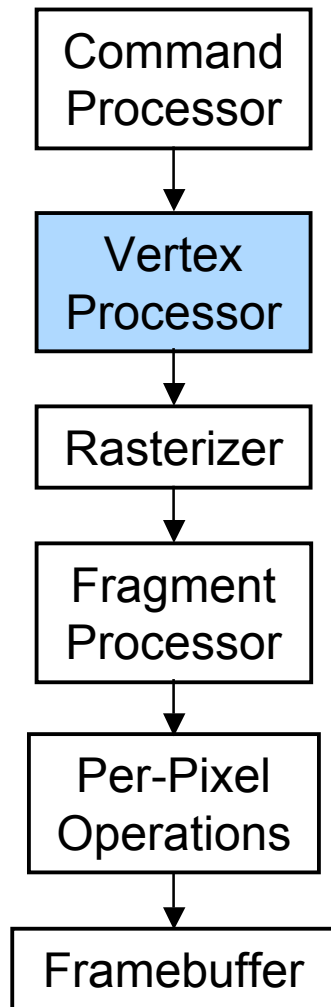 Command
Processor
Vertex
Processor
Rasterizer
Fragment
Processor
Per-Pixel
Operations
Framebuffer